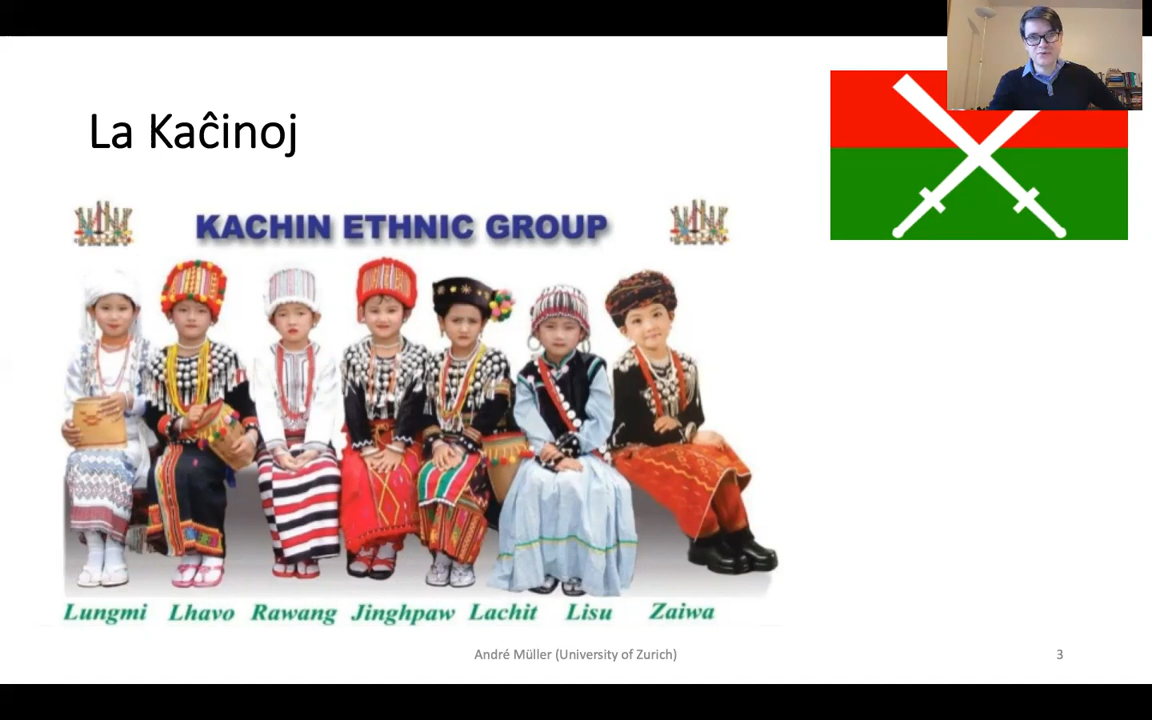 La Kaĉinoj
KACHIN ETHNIC GROUP
Lungmi Lhavo Rawang Jinghpaw Lachit Lisu Zaiwa
André Müller (University of Zurich)
3